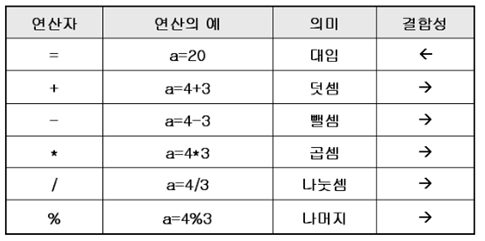 연산자 연산의 예 의미 결합성
= a=20 대입 ←
+ a=4+3 덧셈 →
- a=4-3 뺄셈 →
* a=4*3 곱셈 →
/ a=4/3 나눗셈 →
% a=4%3 나머지 →